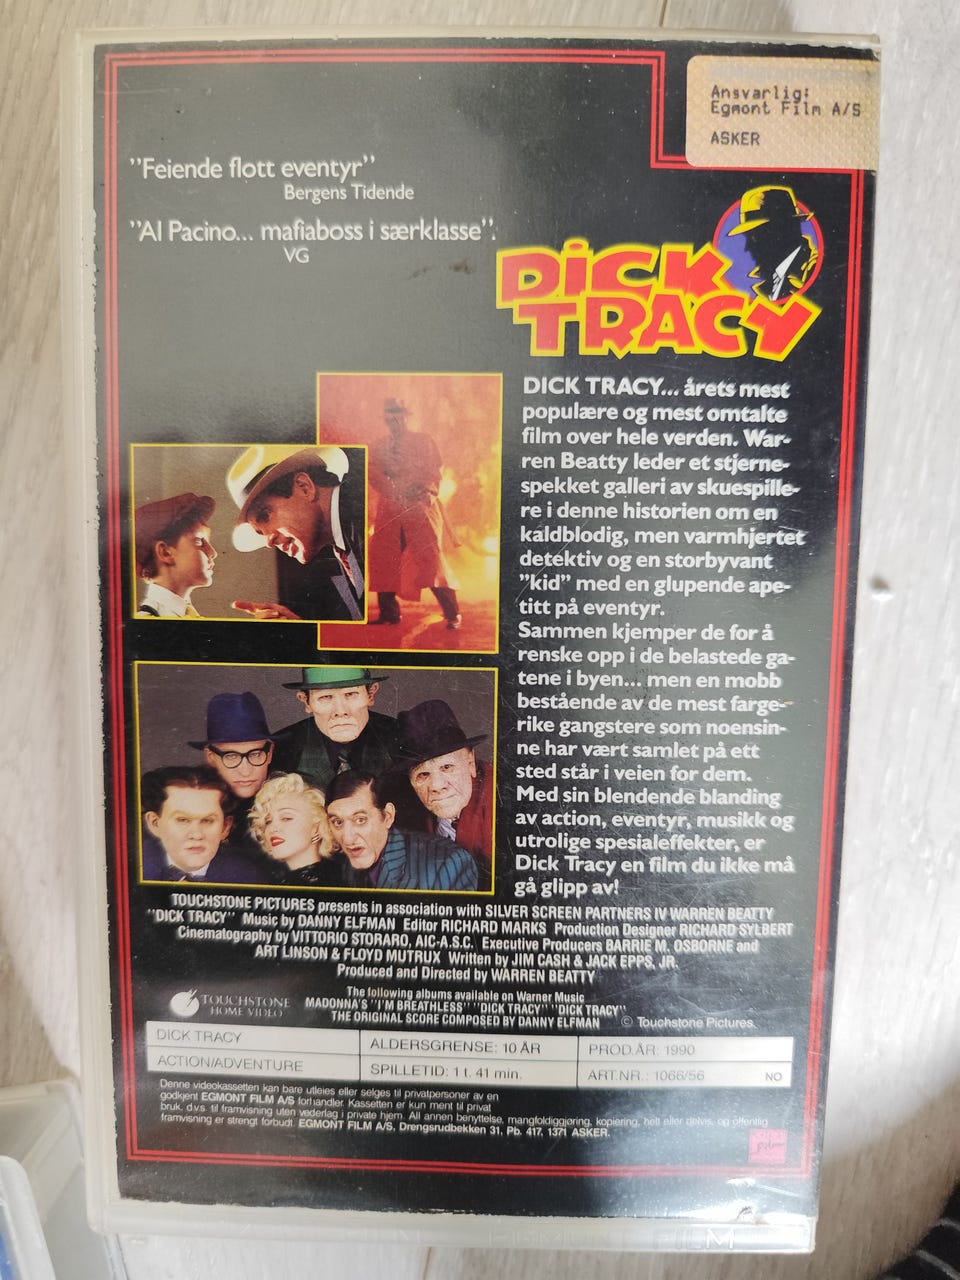 Ansvarlig:
Egmont Film A/S
ASKER
"Feiende flott eventyr"
Bergens Tidende
"Al Pacino... mafiaboss i særklasse".
VG
DICK
TRACY
DICK TRACY... årets mest
populære og mest omtalte
film over hele verden. War-
ren Beatty leder et stjerne-
spekket galleri av skuespille-
re i denne historien om en
kaldblodig, men varmhjertet
detektiv og en storbyvant
"kid" med en glupende ape-
titt på eventyr.
Sammen kjemper de for å
renske opp i de belastede ga-
tene i byen... men en mobb
bestående av de mest farge-
rike gangstere som noensin-
ne har vært samlet på ett
sted står i veien for dem.
Med sin blendende blanding
av action, eventyr, musikk og
utrolige spesialeffekter, er
Dick Tracy en film du ikke må
gå glipp av!
TOUCHSTONE PICTURES presents in association with SILVER SCREEN PARTNERS IV WARREN BEATTY
"DICK TRACY" Music by DANNY ELFMAN Editor RICHARD MARKS Production Designer RICHARD SYLBERT
Cinematography by VITTORIO STORARO, AIC-A.S.C. Executive Producers BARRIE M. OSBORNE and
ART LINSON & FLOYD MUTRUX Written by JIM CASH & JACK EPPS, JR.
Produced and Directed by WARREN BEATTY
The following albums available on Warner Music
MADONNA'S "I'M BREATHLESS" "DICK TRACY" "DICK TRACY"
THE ORIGINAL SCORE COMPOSED BY DANNY ELFMAN © Touchstone Pictures.
TOUCHSTONE
HOME VIDEO
DICK TRACY
ACTION/ADVENTURE
ALDERSGRENSE: 10 ÅR
SPILLETID: 1 t. 41 min.
PROD.ÅR: 1990
ART.NR.: 1066/56 NO
Denne videokassetten kan bare utleies eller selges til privatpersoner av en
godkjent EGMONT FILM A/S forhandler. Kassetten er kun ment til privat
bruk. d.v.s. til framvisning uten vederlag i private hjem. All annen benyttelse, mangfoldiggjøring, kopiering, helt eller delvis, og offentlig
framvisning er strengt forbudt. EGMONT FILM A/S, Drengsrudbekken 31, Pb. 417, 1371 ASKER.